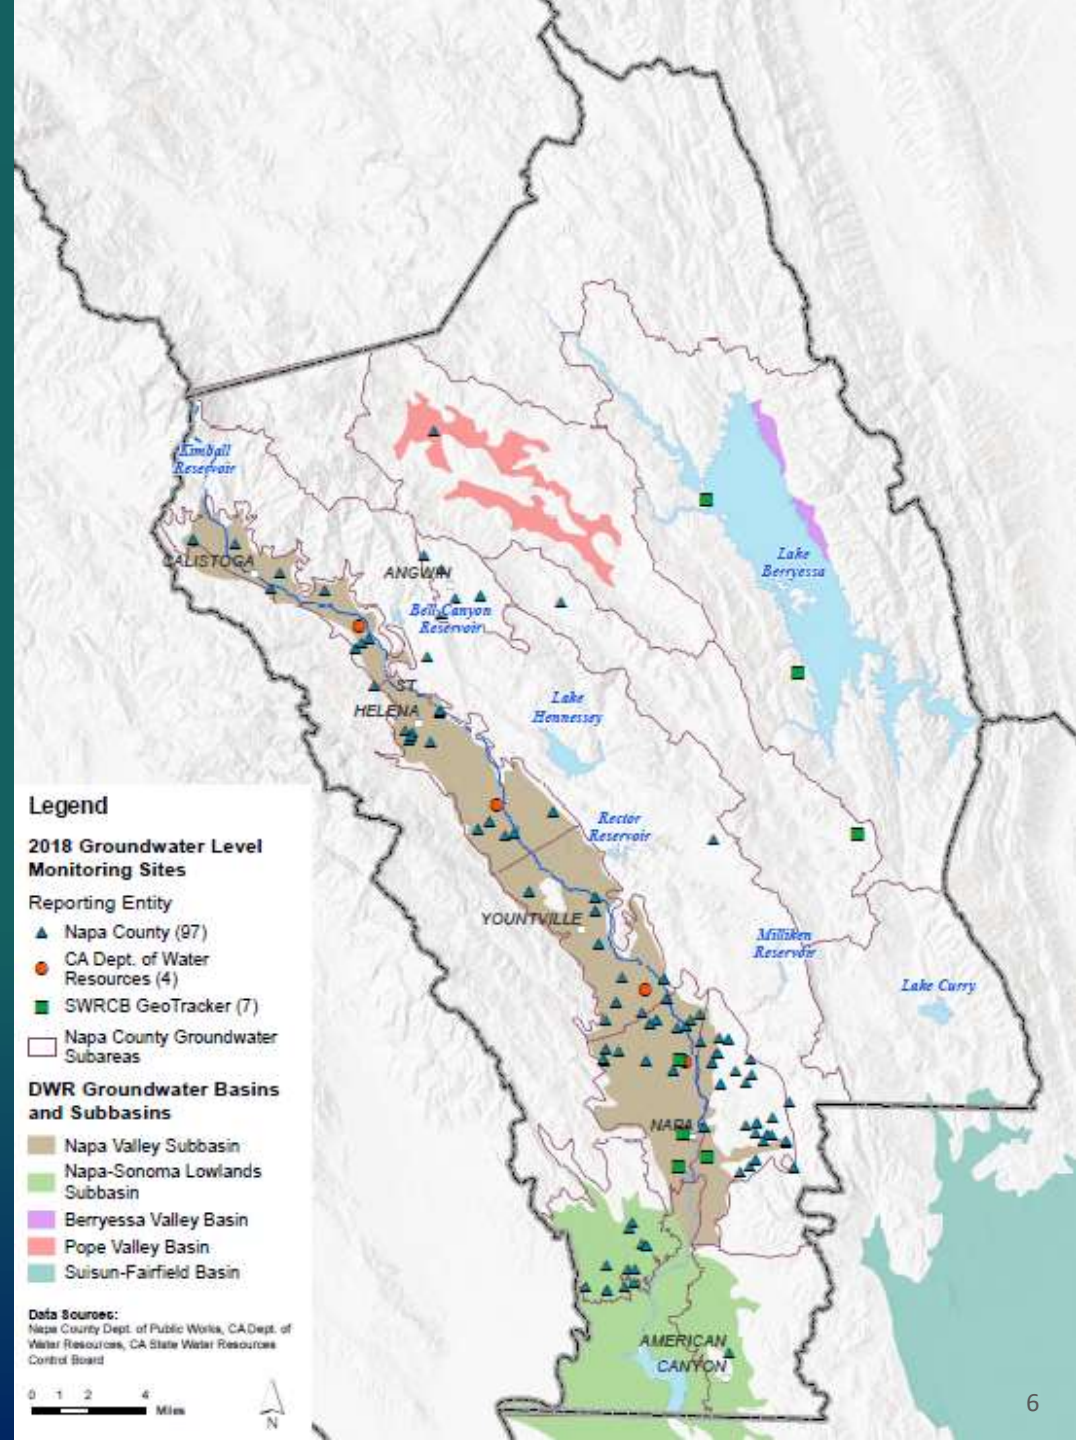 Kimball
Reservoir
CALISTOGA
ANGWIN
Bell Canyon
Reservoir
Lake
Berryessa
ST.
HELENA
Lake
Hennessey
Rector
Reservoir
YOUNTVILLE
Milliken
Reservoir
Lake Curry
NAPA
AMERICAN
CANYON
Legend
2018 Groundwater Level
Monitoring Sites
Reporting Entity
Napa County (97)
CA Dept. of Water
Resources (4)
SWRCB GeoTracker (7)
Napa County Groundwater
Subareas
DWR Groundwater Basins
and Subbasins
Napa Valley Subbasin
Napa-Sonoma Lowlands
Subbasin
Berryessa Valley Basin
Pope Valley Basin
Suisun-Fairfield Basin
Data Sources:
Napa County Dept. of Public Works, CA Dept. of
Water Resources, CA State Water Resources
Control Board
0 1 2 4
Miles
N
6